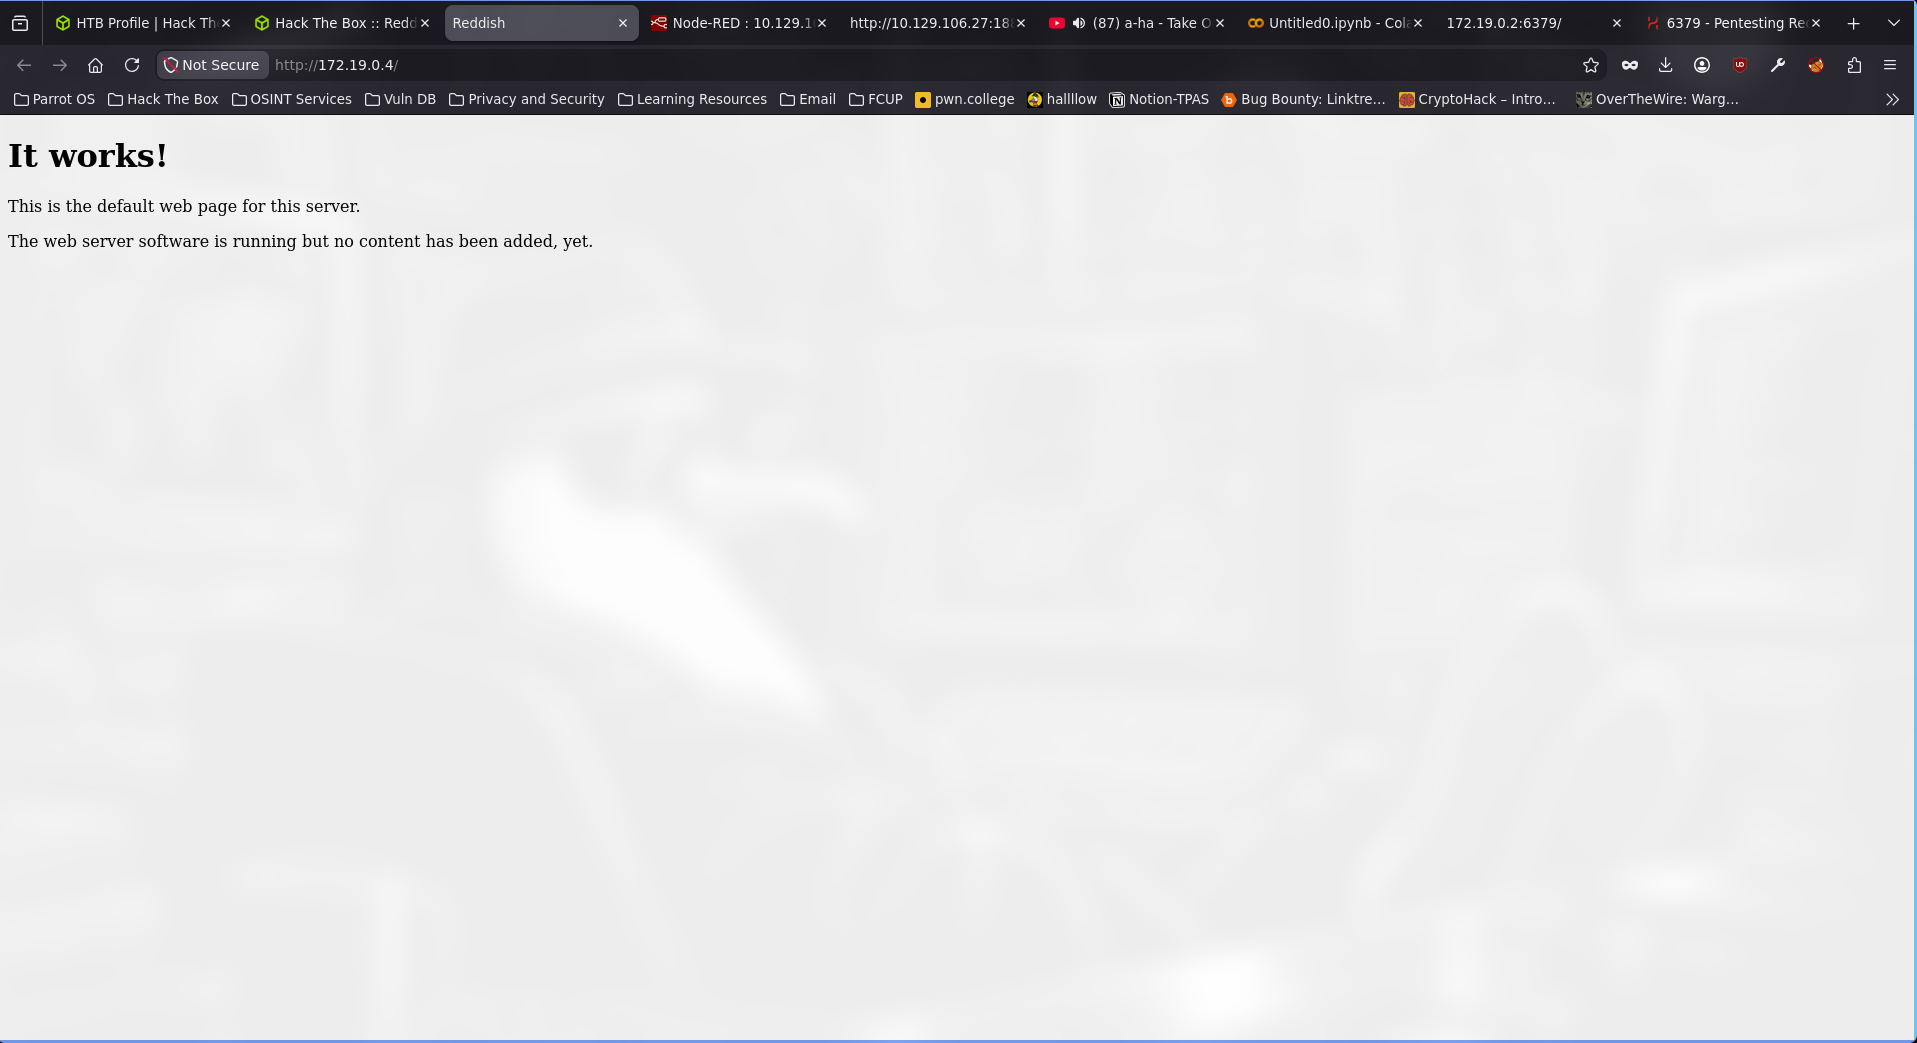 HTB Profile | Hack Th
Hack The Box :: Redd
Reddish
Node-RED : 10.129.1
http://10.129.106.27:18
(87) a-ha - Take O
Untitled0.ipynb - Col
172.19.0.2:6379/
6379 - Pentesting Re
Not Secure
http://172.19.0.4/
Parrot OS
Hack The Box
OSINT Services
Vuln DB
Privacy and Security
Learning Resources
Email
FCUP
pwn.college
hallllow
Notion-TPAS
Bug Bounty: Linktre…
CryptoHack – Intro…
OverTheWire: Warg…
It works!
This is the default web page for this server.
The web server software is running but no content has been added, yet.